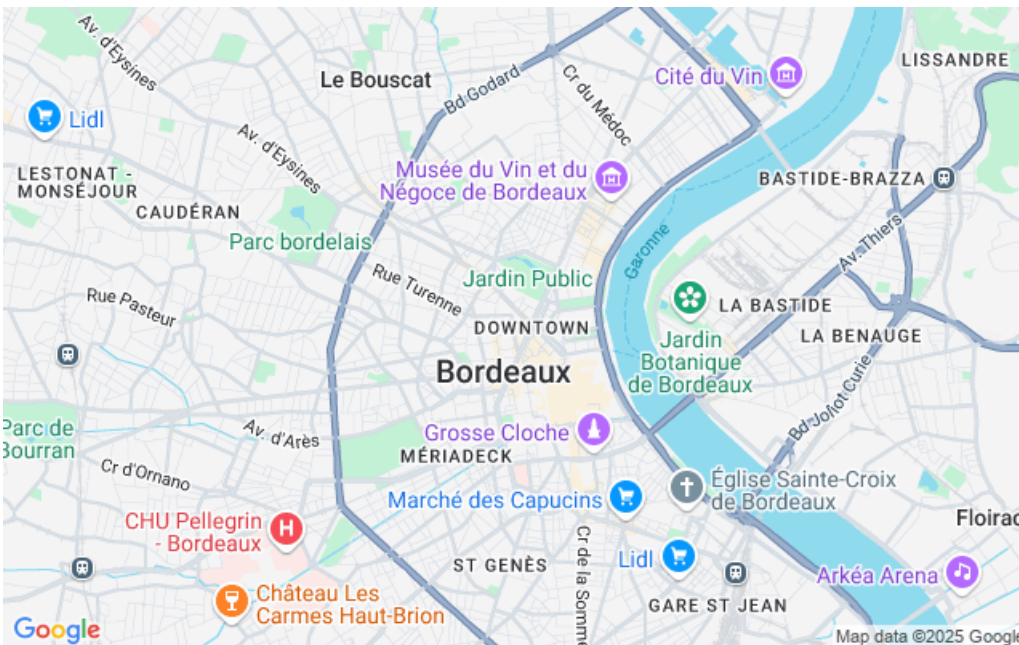 Av. d'Eysines
Le Bouscat
Bd Godard
Cr du Médoc
Cité du Vin
LISSANDRE
Lidl
Av. d'Eysines
LESTONAT -
MONSÉJOUR
CAUDÉRAN
Musée du Vin et du
Négoce de Bordeaux
BASTIDE-BRAZZA
Parc bordelais
Garonne
Av. Thiers
Rue Pasteur
Rue Turenne
Jardin Public
LA BASTIDE
DOWNTOWN
LA BENAUGE
Jardin
Botanique
de Bordeaux
Bordeaux
Bd Joliot Curie
Parc de
Bourran
Av. d'Arès
Grosse Cloche
MÉRIADECK
Cr d'Ornano
Marché des Capucins
Église Sainte-Croix
de Bordeaux
CHU Pellegrin
- Bordeaux
H
Floirac
ST GENÈS
Cr de la Somme
Lidl
Arkéa Arena
Château Les
Carmes Haut-Brion
GARE ST JEAN
Google
Map data ©2025 Google